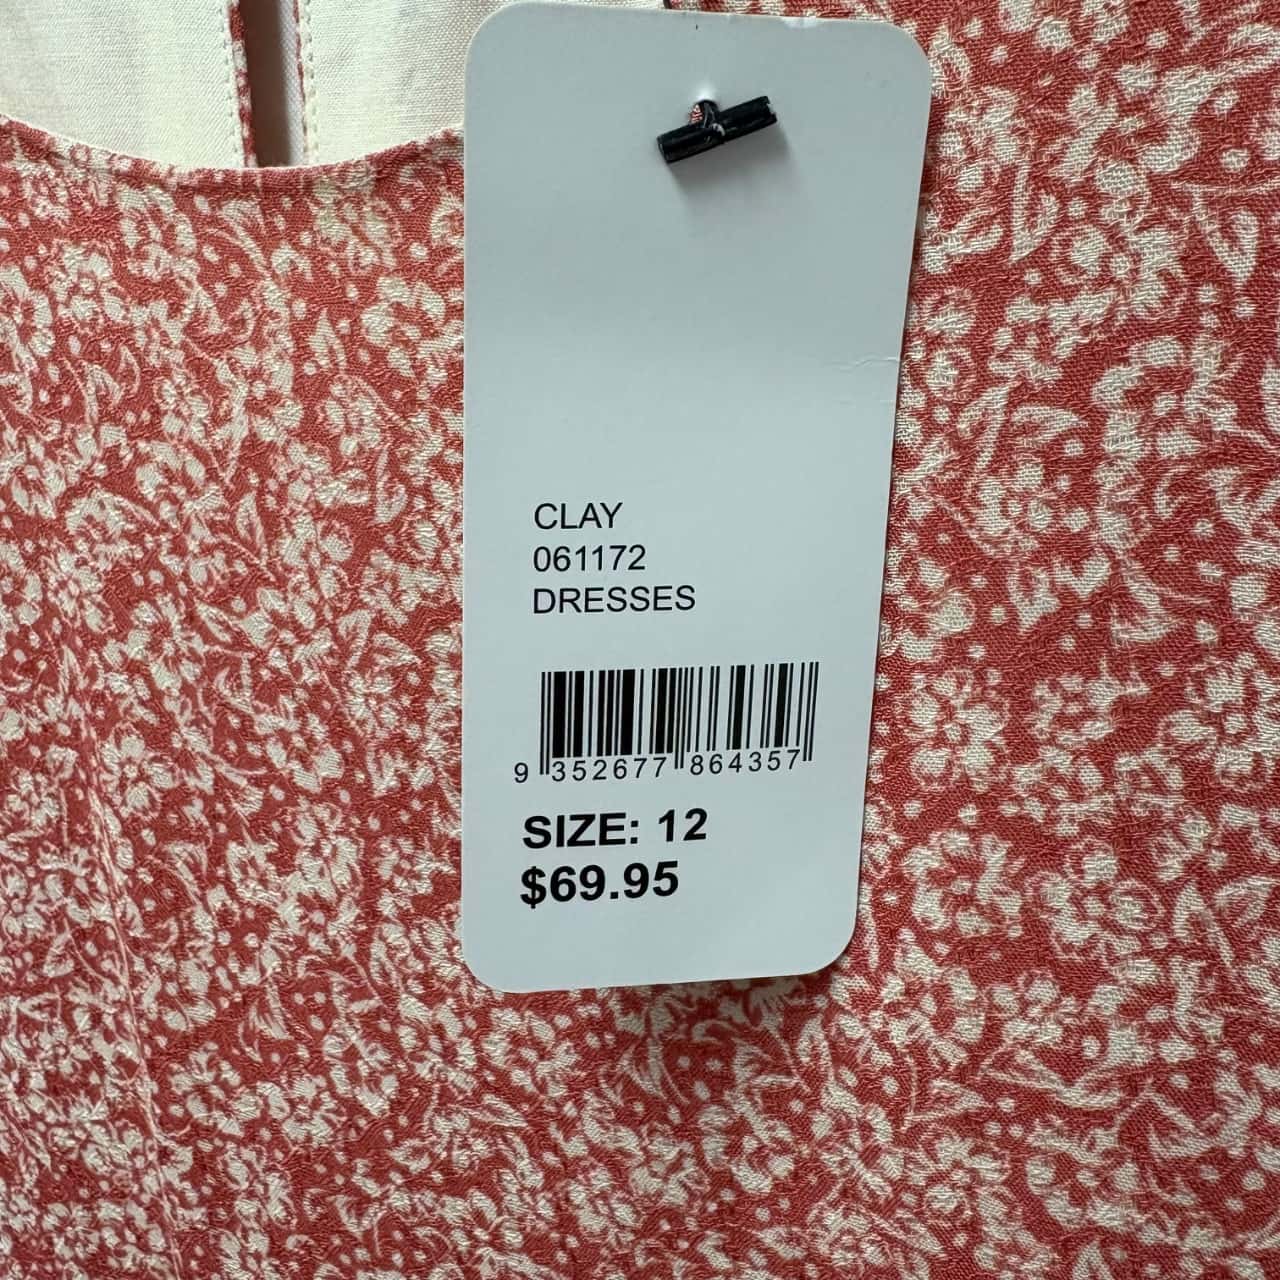 CLAY
061172
DRESSES
9 352677 864357
SIZE: 12
$69.95